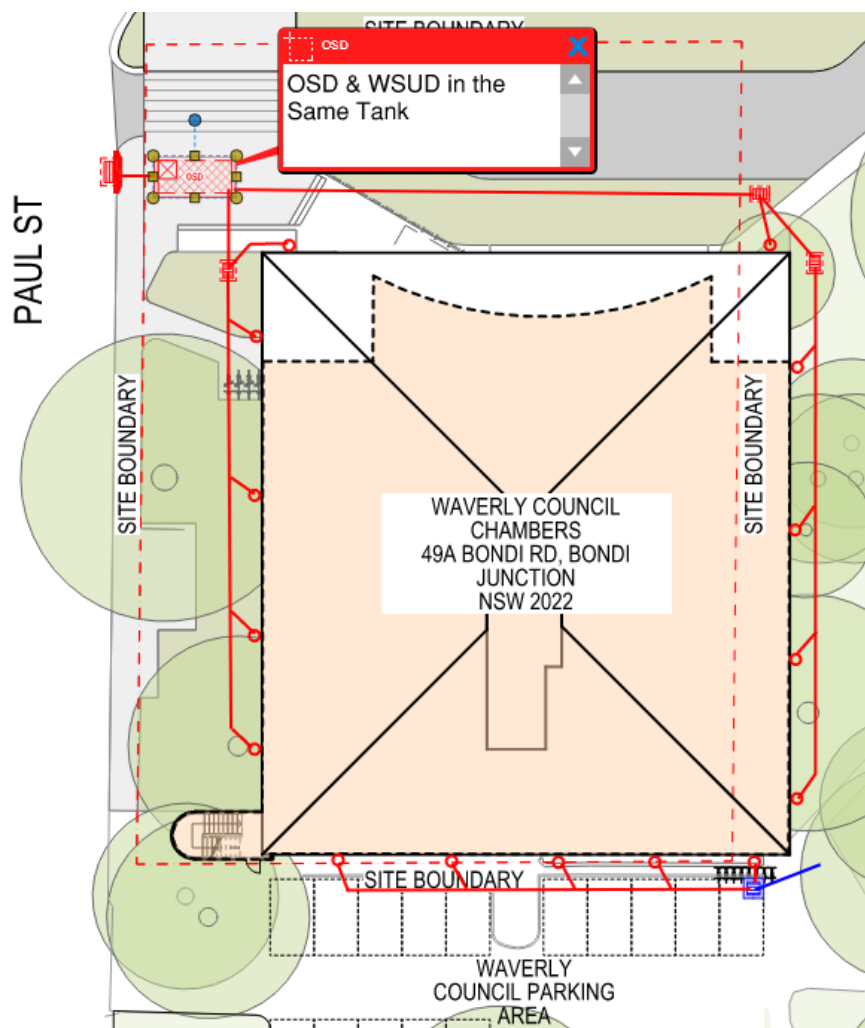 SITE BOUNDARY
OSD
OSD & WSUD in the
Same Tank
OSD
PAUL ST
SITE BOUNDARY
SITE BOUNDARY
WAVERLY COUNCIL
CHAMBERS
49A BONDI RD, BONDI
JUNCTION
NSW 2022
SITE BOUNDARY
WAVERLY
COUNCIL PARKING
AREA